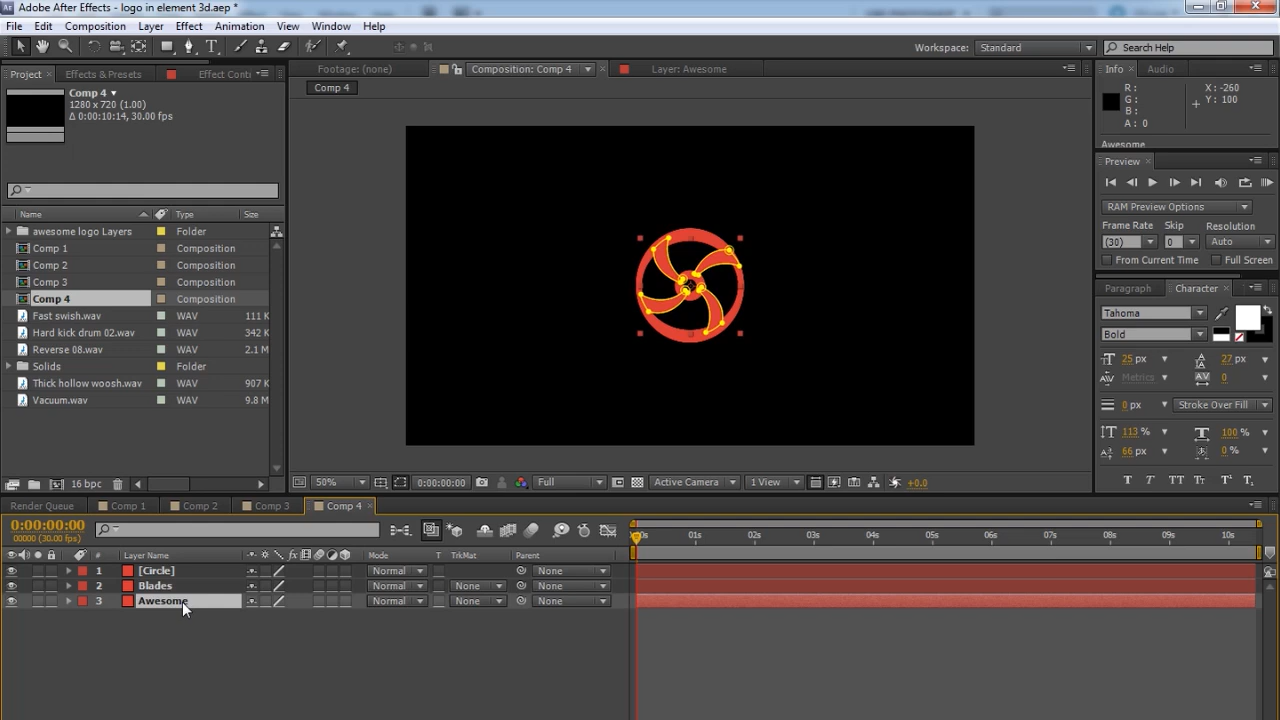 Adobe After Effects - logo in element 3d.aep *
File Edit Composition Layer Effect Animation View Window Help
Workspace: Standard Search Help
Project Effects & Presets Effect Conti Footage: (none) Composition: Comp 4 Layer: Awesome Info Audio
Comp 4
1280 x 720 (1.00)
Δ 0:00:10:14, 30.00 fps
Comp 4
R: X: -260
G: Y: 100
B:
A: 0
Awesome
Preview
RAM Preview Options
Frame Rate Skip Resolution
(30) 0 Auto
From Current Time Full Screen
Name Type Size
awesome logo Layers Folder
Comp 1 Composition
Comp 2 Composition
Comp 3 Composition
Comp 4 Composition
Fast swish.wav WAV 111 K
Hard kick drum 02.wav WAV 342 K
Reverse 08.wav WAV 2.1 M
Solids Folder
Thick hollow woosh.wav WAV 907 K
Vacuum.wav WAV 9.8 M
Paragraph Character
Tahoma
Bold
25 px 27 px
Metrics 0
0 px Stroke Over Fill
113 % 100 %
66 px 0 %
T T TT Tt T¹ T₁
16 bpc
50% 0:00:00:00 Full Active Camera 1 View +0.0
Render Queue Comp 1 Comp 2 Comp 3 Comp 4
0:00:00:00
00000 (30.00 fps)
# Layer Name fx Mode T TrkMat Parent
01s 02s 03s 04s 05s 06s 07s 08s 09s 10s
1 [Circle] Normal None
2 Blades Normal None None
3 Awesome Normal None None